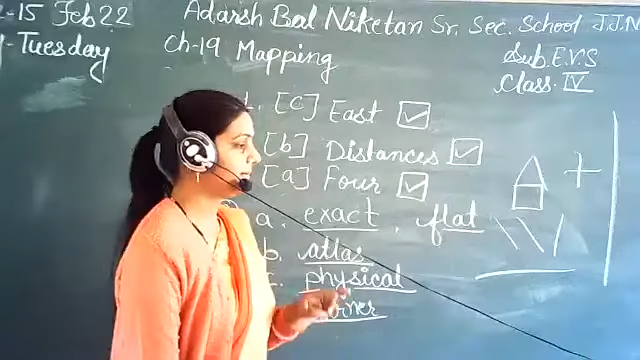 -15 Feb 22
Adarsh Bal Niketan Sr. Sec. School J.J.N
-Tuesday
Ch-19 Mapping
Sub. E.V.S
Class. IV
[c] East
[b] Distances
[a] Four
a. exact, flat
b. atlas
physical